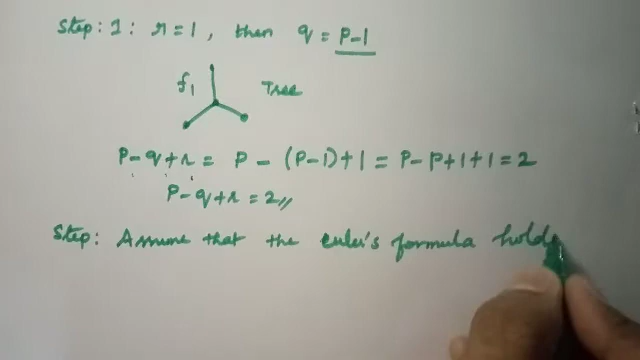 Step: 1: r = 1, then q = P-1
f1 Tree
P - q + r = P - (P-1) + 1 = P - P + 1 + 1 = 2
P - q + r = 2,,
Step: Assume that the euler's formula holds